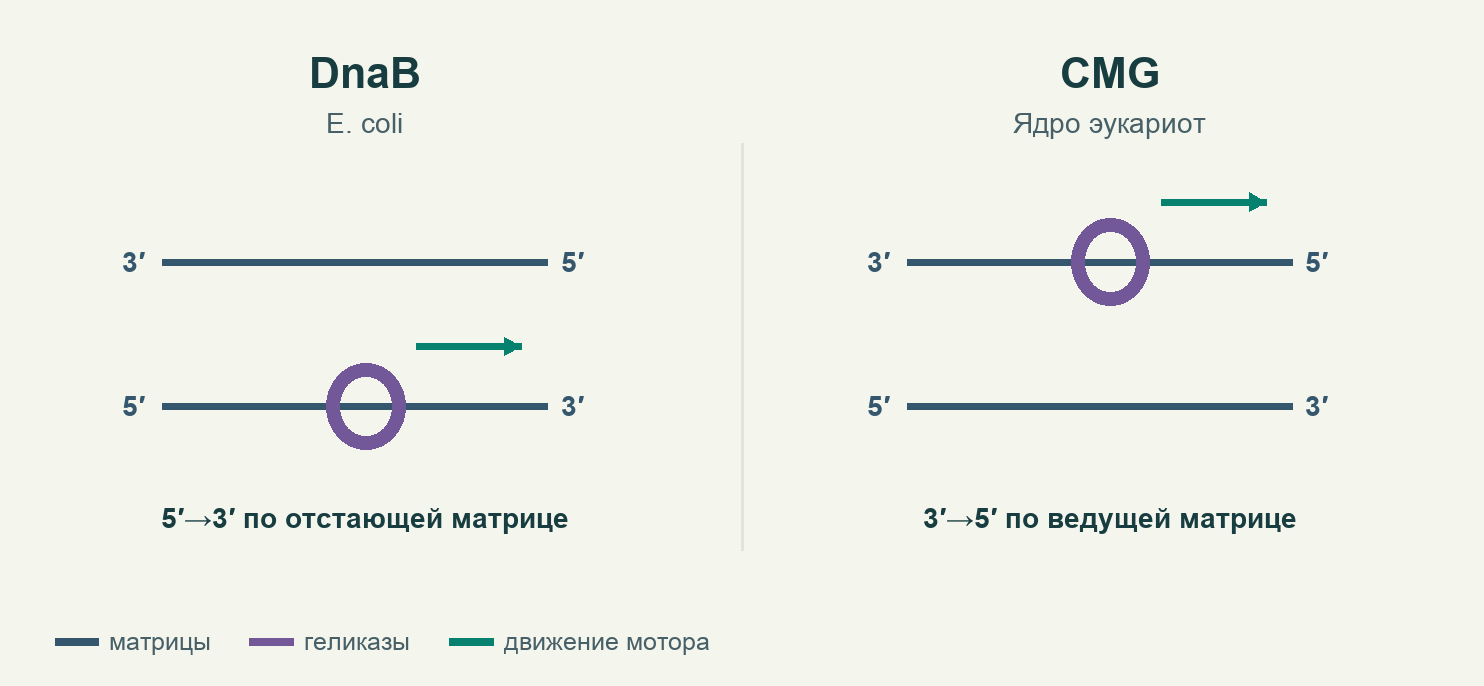 DnaB
E. coli
3′ 5′
5′ 3′
5′→3′ по отстающей матрице
CMG
Ядро эукариот
3′ 5′
5′ 3′
3′→5′ по ведущей матрице
матрицы геликазы движение мотора